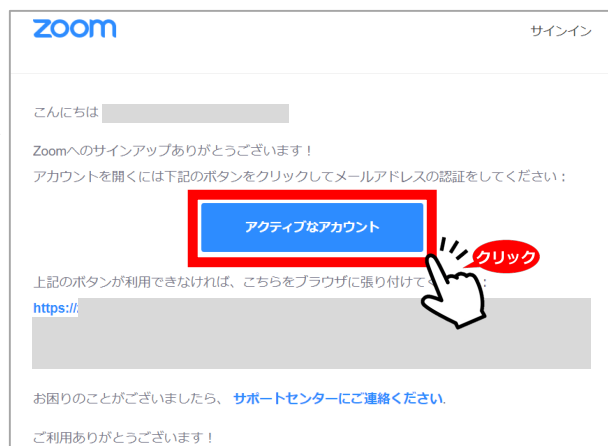 zoom
サインイン
こんにちは
Zoomへのサインアップありがとうございます！
アカウントを開くには下記のボタンをクリックしてメールアドレスの認証をしてください：
アクティブなアカウント
クリック
上記のボタンが利用できなければ、こちらをブラウザに張り付けて
https://
お困りのことがございましたら、 サポートセンターにご連絡ください.
ご利用ありがとうございます！